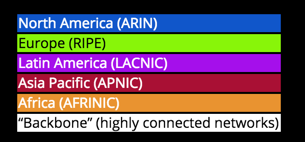 North America (ARIN)
Europe (RIPE)
Latin America (LACNIC)
Asia Pacific (APNIC)
Africa (AFRINIC)
“Backbone” (highly connected networks)